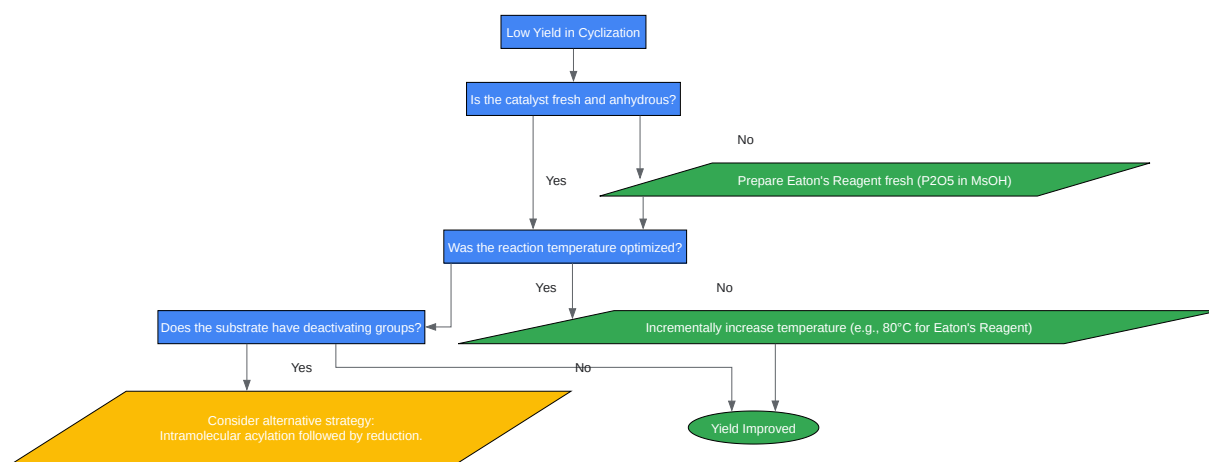 Low Yield in Cyclization
Is the catalyst fresh and anhydrous?
No
Yes
Prepare Eaton's Reagent fresh (P2O5 in MsOH)
Was the reaction temperature optimized?
Yes
No
Does the substrate have deactivating groups?
Incrementally increase temperature (e.g., 80°C for Eaton's Reagent)
Yes
No
Consider alternative strategy:
Intramolecular acylation followed by reduction.
Yield Improved